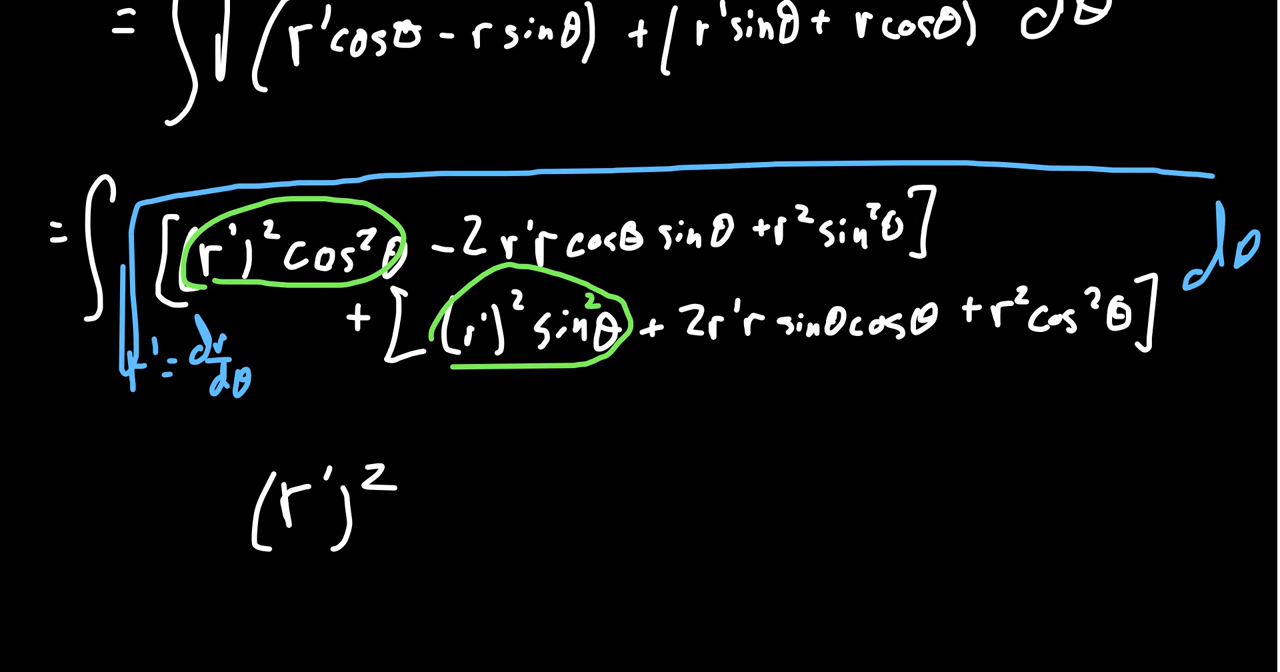 = ∫√(r'cosθ - r sinθ) + (r'sinθ + r cosθ) dθ
= ∫√[(r')²cos²θ - 2r'r cosθ sinθ + r²sin²θ] dθ
+ [(r')²sin²θ + 2r'r sinθcosθ + r²cos²θ]
r' = dr/dθ
(r')²